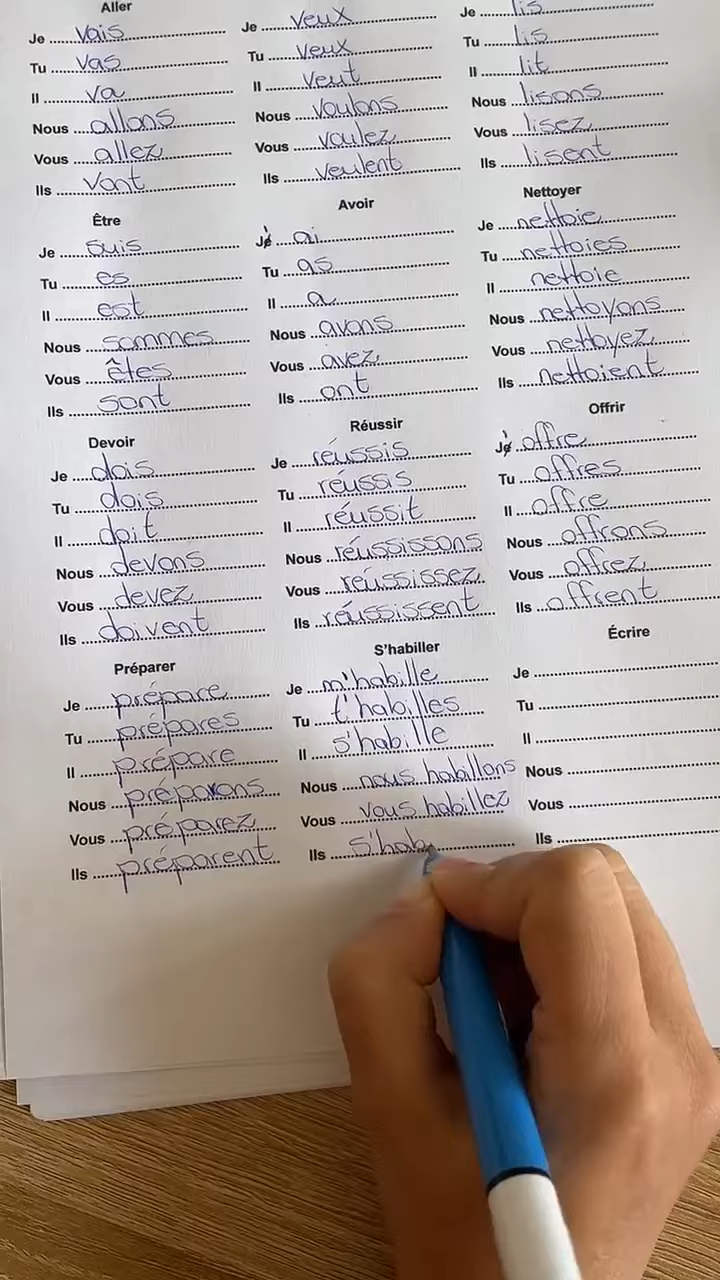 Aller
Je vais
Tu vas
Il va
Nous allons
Vous allez
Ils vont
Je veux
Tu veux
Il veut
Nous voulons
Vous voulez
Ils veulent
Je lis
Tu lis
Il lit
Nous lisons
Vous lisez
Ils lisent
Être
Je suis
Tu es
Il est
Nous sommes
Vous êtes
Ils sont
Avoir
J' ai
Tu as
Il a
Nous avons
Vous avez
Ils ont
Nettoyer
Je nettoie
Tu nettoies
Il nettoie
Nous nettoyons
Vous nettoyez
Ils nettoient
Devoir
Je dois
Tu dois
Il doit
Nous devons
Vous devez
Ils doivent
Réussir
Je réussis
Tu réussis
Il réussit
Nous réussissons
Vous réussissez
Ils réussissent
Offrir
J' offre
Tu offres
Il offre
Nous offrons
Vous offrez
Ils offrent
Préparer
Je prépare
Tu prépares
Il prépare
Nous préparons
Vous préparez
Ils préparent
S'habiller
Je m'habille
Tu t'habilles
Il s'habille
Nous nous habillons
Vous vous habillez
Ils s'hab
Écrire
Je
Tu
Il
Nous
Vous
Ils